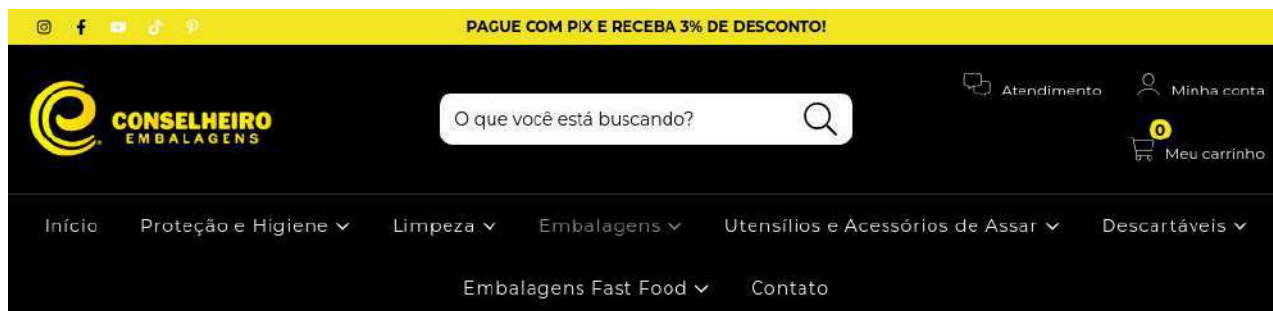 PAGUE COM PIX E RECEBA 3% DE DESCONTO!
Atendimento
Minha conta
CONSELHEIRO
EMBALAGENS
O que você está buscando?
0
Meu carrinho
Início Proteção e Higiene Limpeza Embalagens Utensílios e Acessórios de Assar Descartáveis
Embalagens Fast Food Contato